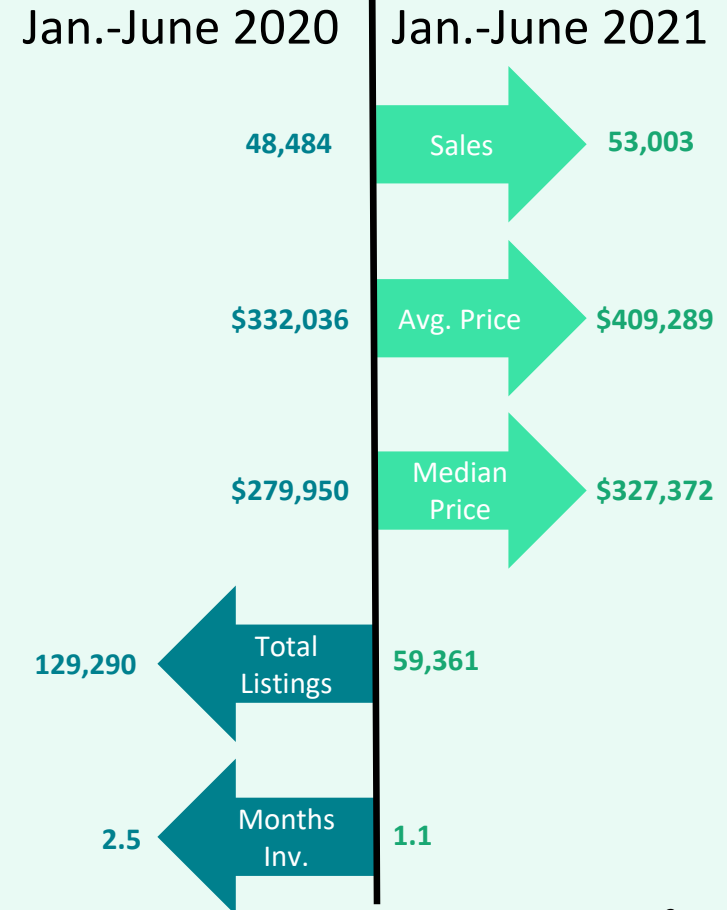 Jan.-June 2020 Jan.-June 2021
48,484 Sales 53,003
$332,036 Avg. Price $409,289
Median
$279,950 Price $327,372
Total
129,290 Listings 59,361
Months
2.5 Inv. 1.1